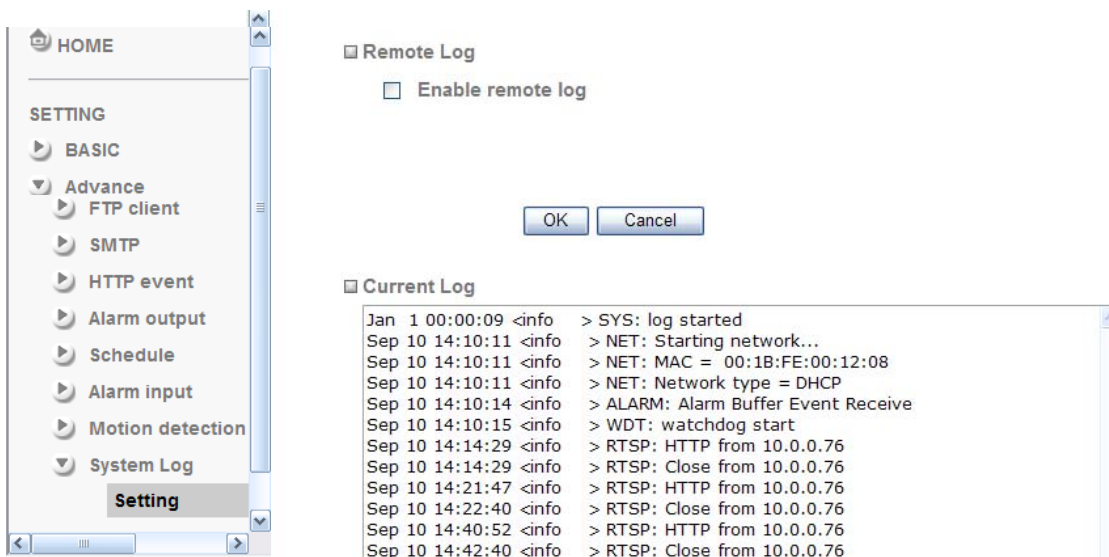 HOME
SETTING
BASIC
Advance
FTP client
SMTP
HTTP event
Alarm output
Schedule
Alarm input
Motion detection
System Log
Setting
Remote Log
Enable remote log
OK Cancel
Current Log
Jan 1 00:00:09 <info > SYS: log started
Sep 10 14:10:11 <info > NET: Starting network...
Sep 10 14:10:11 <info > NET: MAC = 00:1B:FE:00:12:08
Sep 10 14:10:11 <info > NET: Network type = DHCP
Sep 10 14:10:14 <info > ALARM: Alarm Buffer Event Receive
Sep 10 14:10:15 <info > WDT: watchdog start
Sep 10 14:14:29 <info > RTSP: HTTP from 10.0.0.76
Sep 10 14:14:29 <info > RTSP: Close from 10.0.0.76
Sep 10 14:21:47 <info > RTSP: HTTP from 10.0.0.76
Sep 10 14:22:40 <info > RTSP: Close from 10.0.0.76
Sep 10 14:40:52 <info > RTSP: HTTP from 10.0.0.76
Sep 10 14:42:40 <info > RTSP: Close from 10.0.0.76